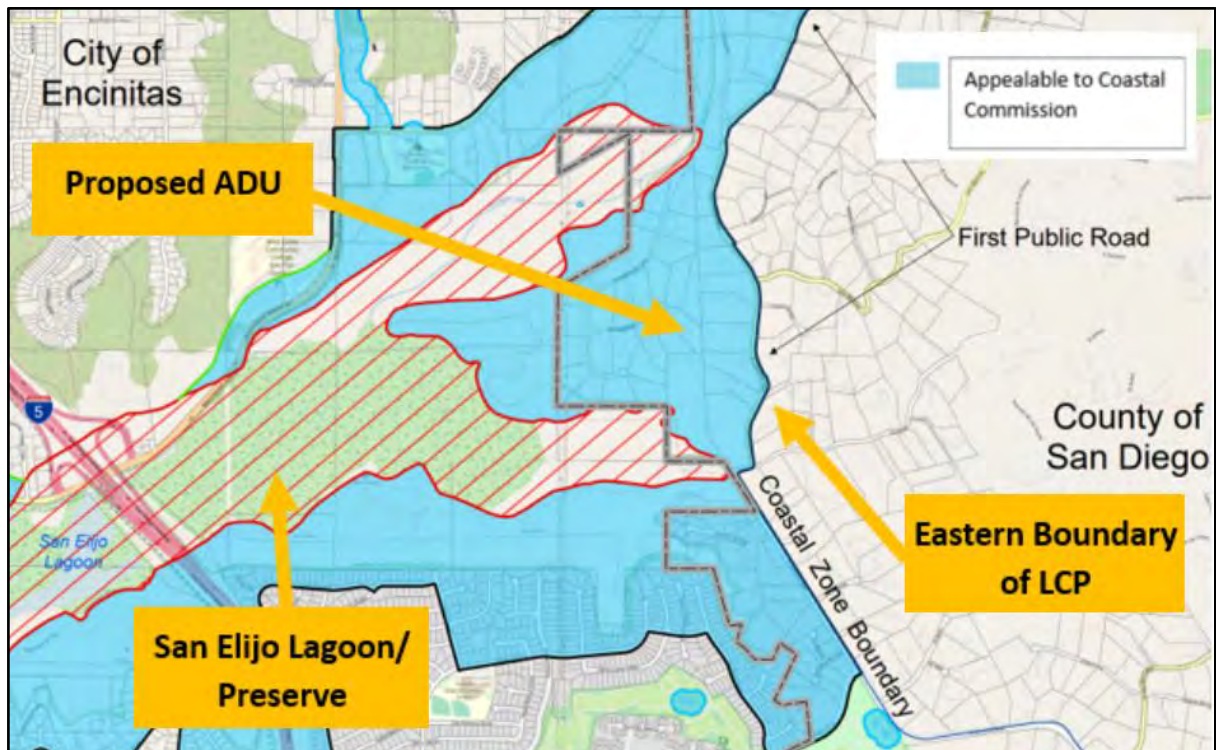 City of
Encinitas
Appealable to Coastal
Commission
Proposed ADU
First Public Road
5
County of
San Diego
San Elijo
Lagoon
Coastal Zone Boundary
Eastern Boundary
of LCP
San Elijo Lagoon/
Preserve